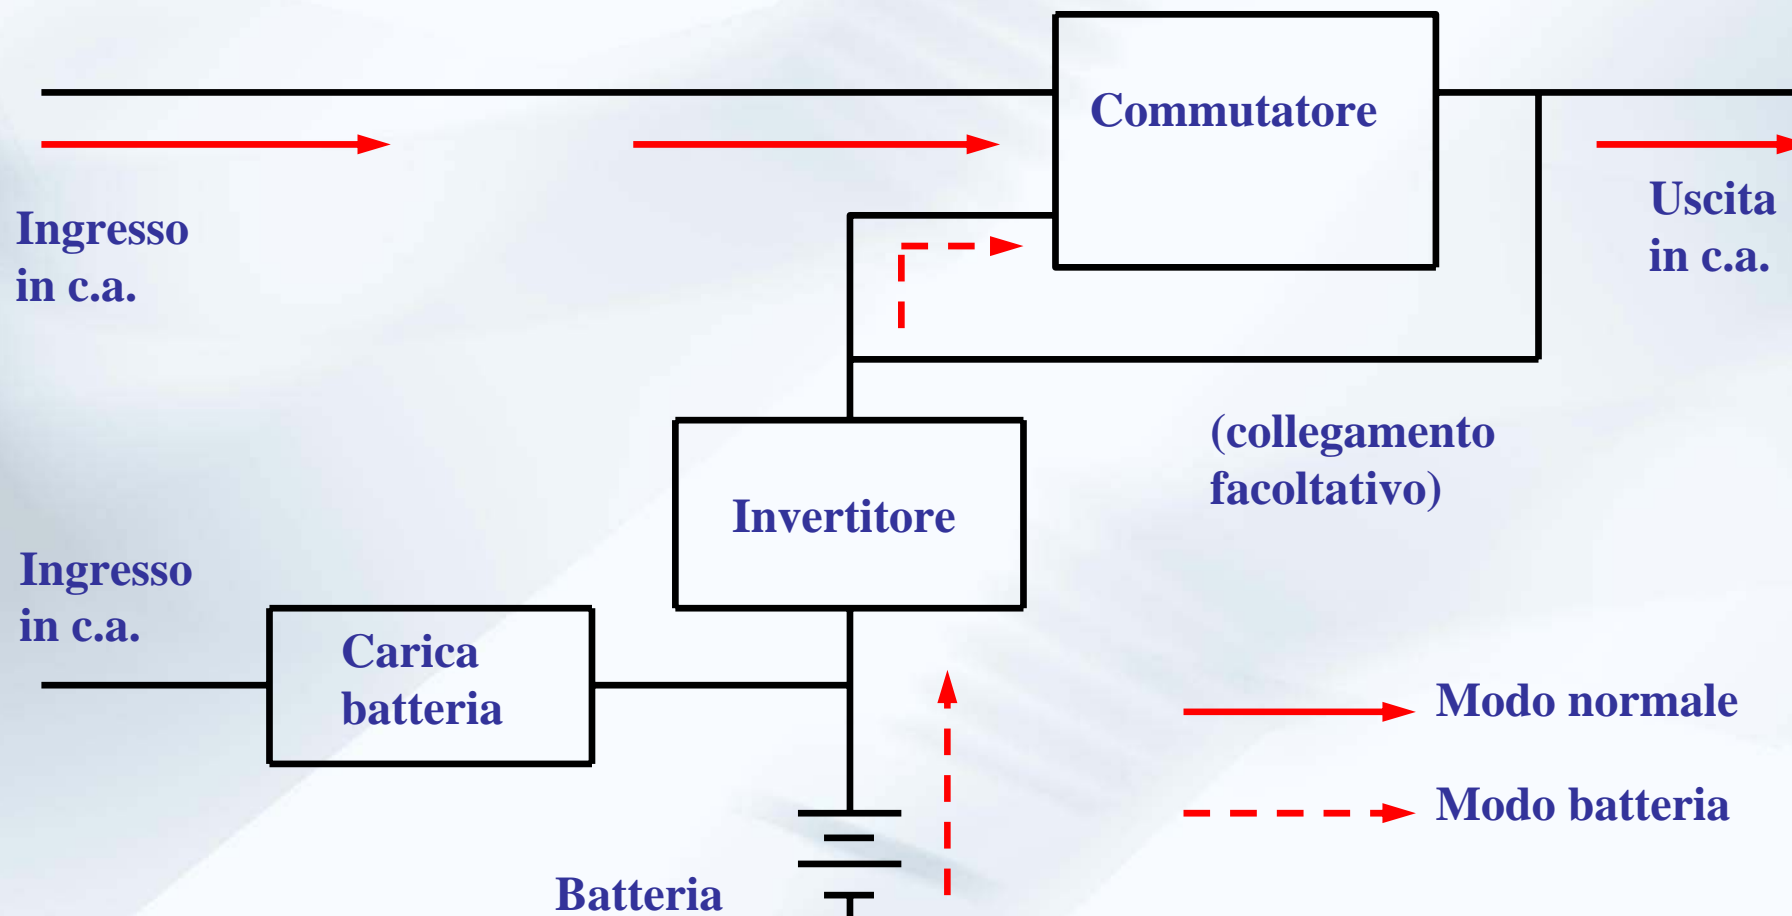 Commutatore
Ingresso
in c.a.
Uscita
in c.a.
(collegamento
facoltativo)
Invertitore
Ingresso
in c.a.
Carica
batteria
Modo normale
Modo batteria
Batteria